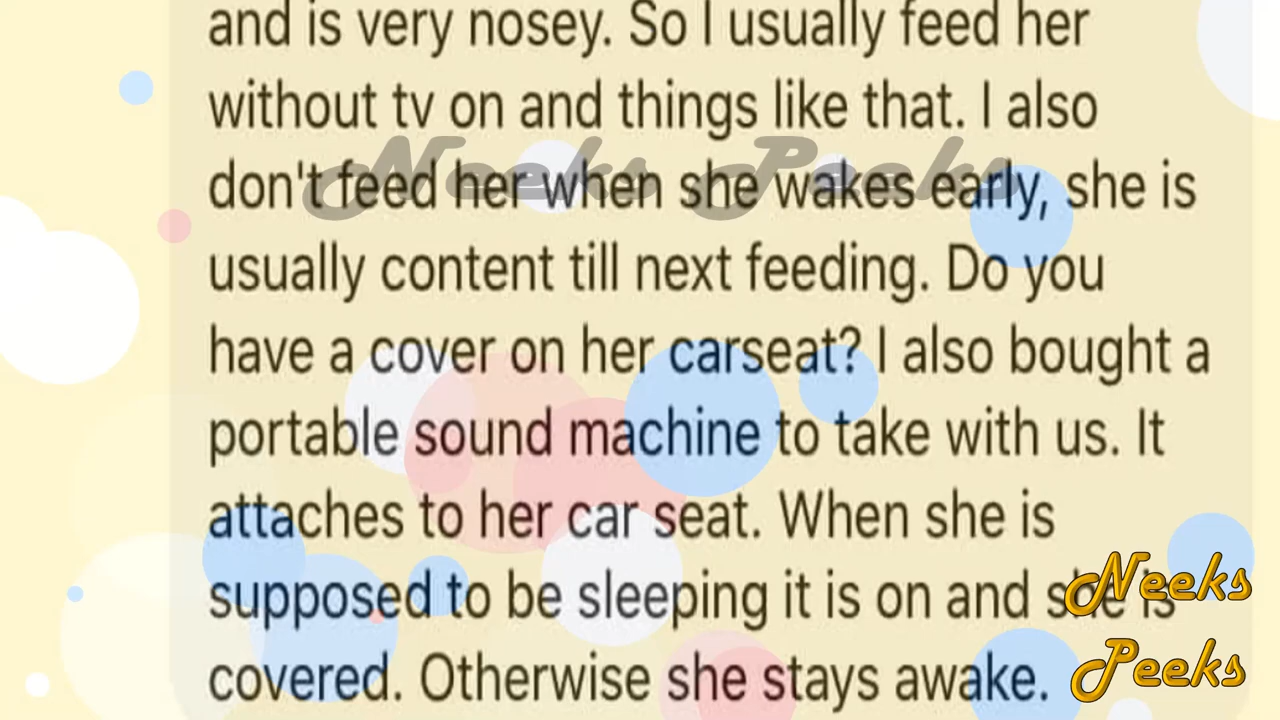 and is very nosey. So I usually feed her
without tv on and things like that. I also
Neeks Peeks
don't feed her when she wakes early, she is
usually content till next feeding. Do you
have a cover on her carseat? I also bought a
portable sound machine to take with us. It
attaches to her car seat. When she is
supposed to be sleeping it is on and she is
covered. Otherwise she stays awake.
Neeks
Peeks